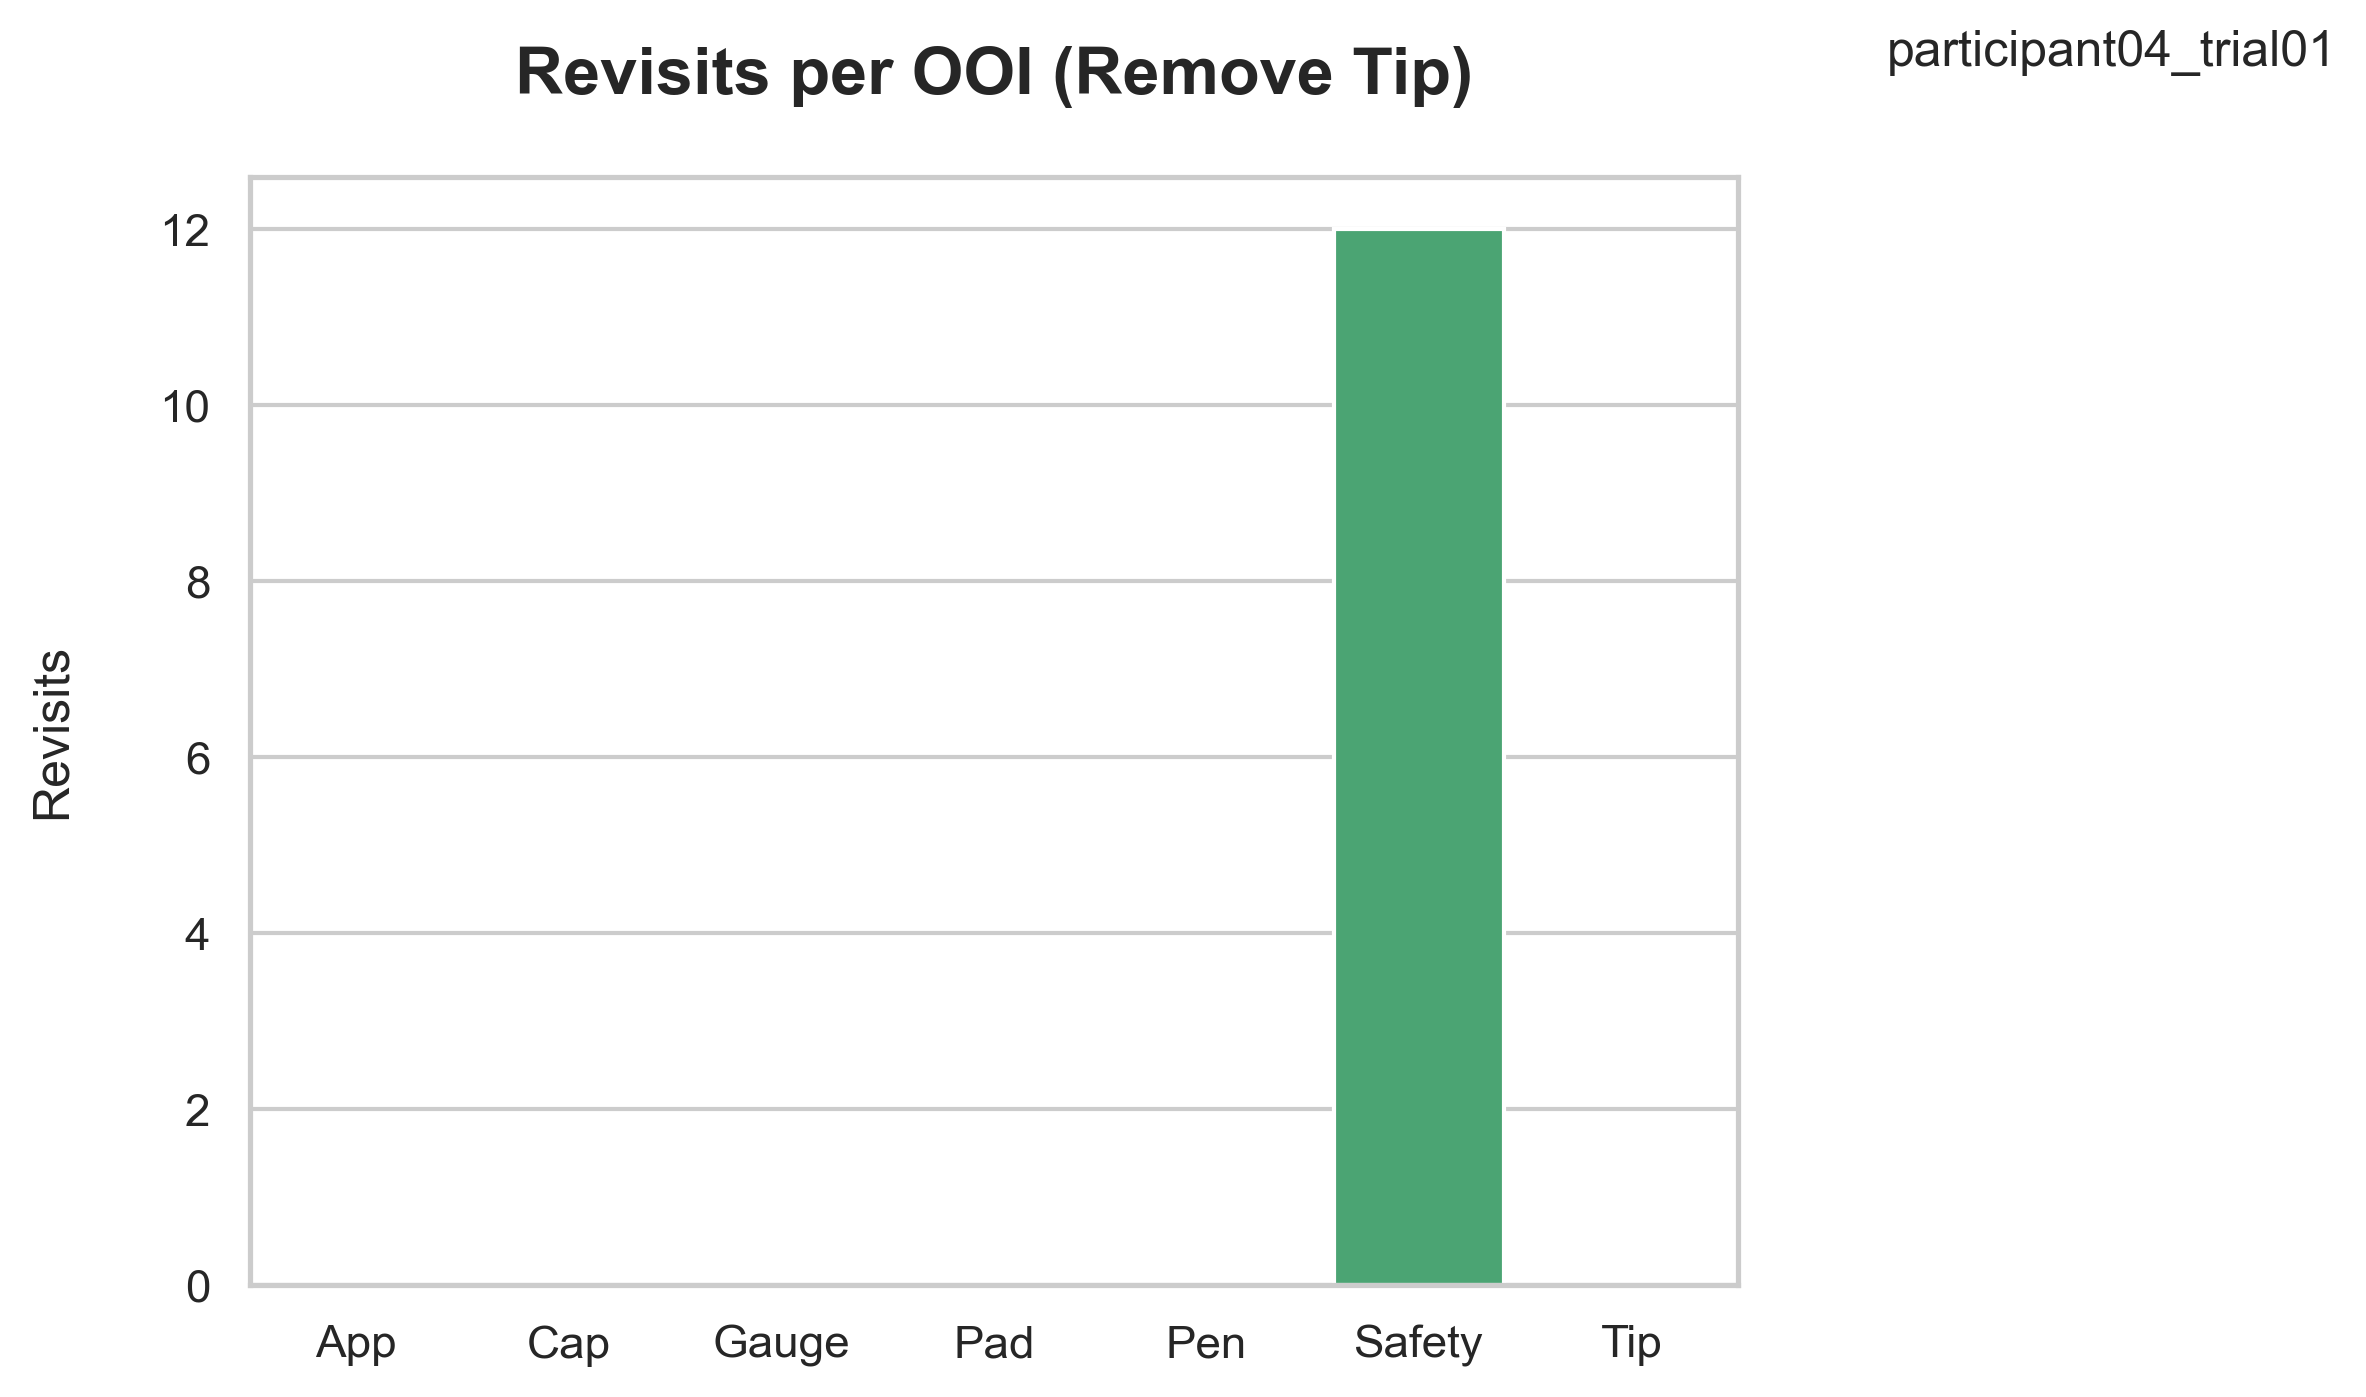 Revisits per OOI (Remove Tip)
participant04_trial01
Revisits
12
10
8
6
4
2
0
App Cap Gauge Pad Pen Safety Tip